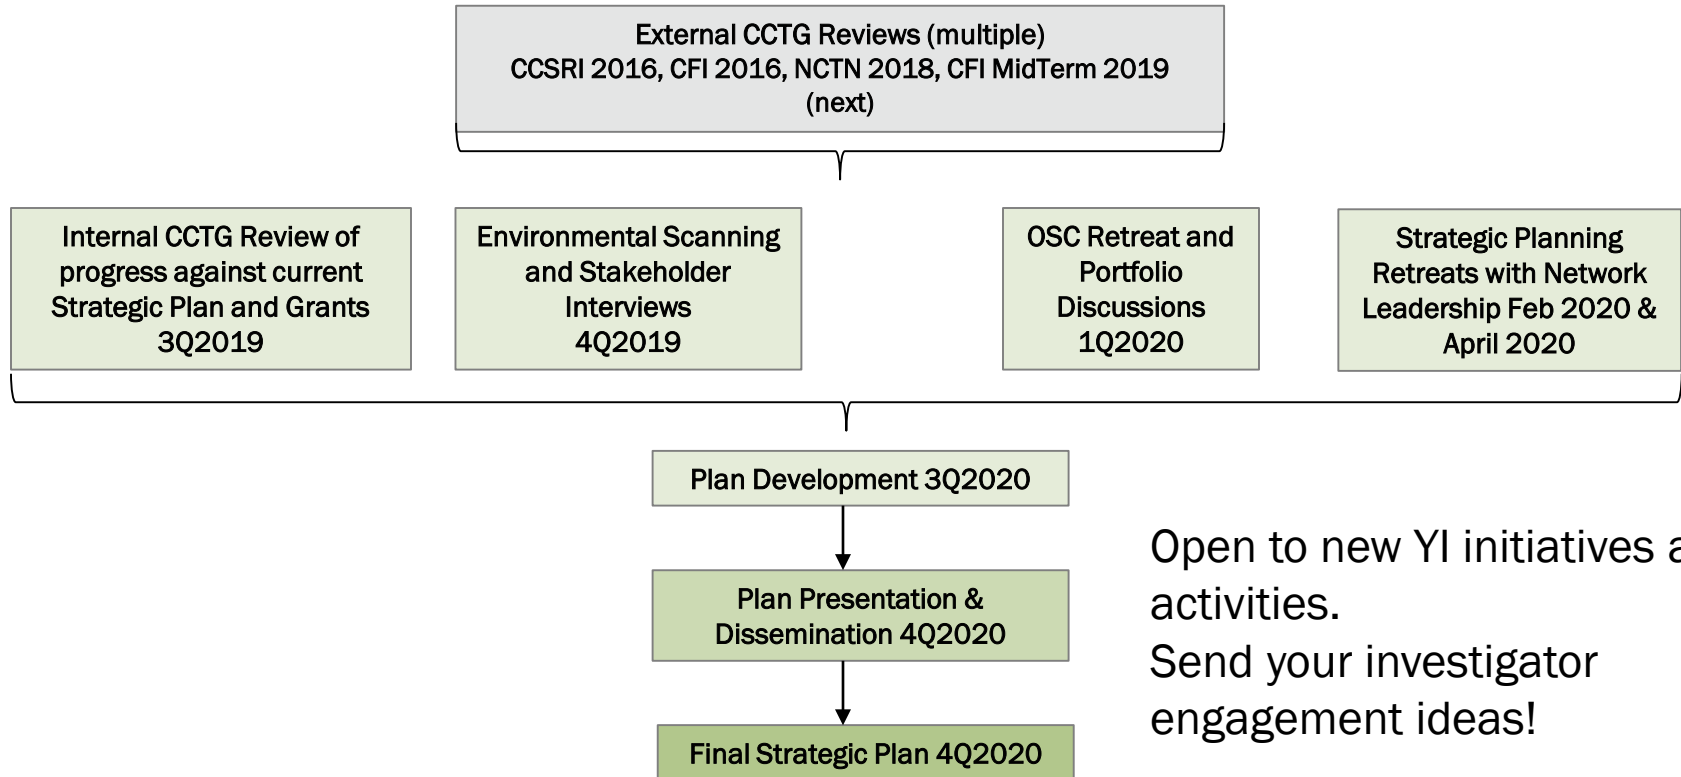 External CCTG Reviews (multiple)
CCSRI 2016, CFI 2016, NCTN 2018, CFI MidTerm 2019
(next)
Internal CCTG Review of
progress against current
Strategic Plan and Grants
3Q2019
Environmental Scanning
and Stakeholder
Interviews
4Q2019
OSC Retreat and
Portfolio
Discussions
1Q2020
Strategic Planning
Retreats with Network
Leadership Feb 2020 &
April 2020
Plan Development 3Q2020
Plan Presentation &
Dissemination 4Q2020
Final Strategic Plan 4Q2020
Open to new YI initiatives
activities.
Send your investigator
engagement ideas!